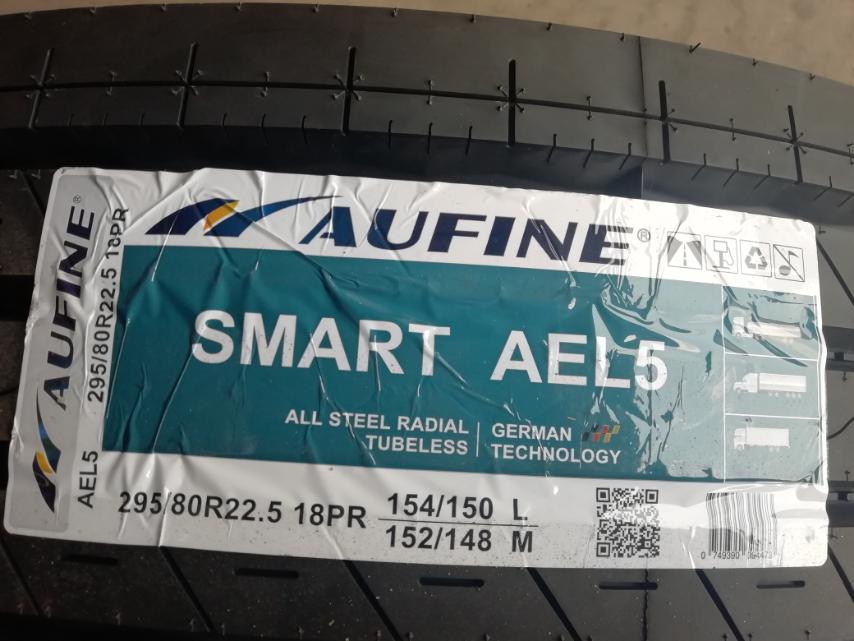 AUFINE®
SMART AEL5
ALL STEEL RADIAL
TUBELESS
GERMAN
TECHNOLOGY
295/80R22.5 18PR
154/150 L
152/148 M
AUFINE®
AEL5 295/80R22.5 18PR